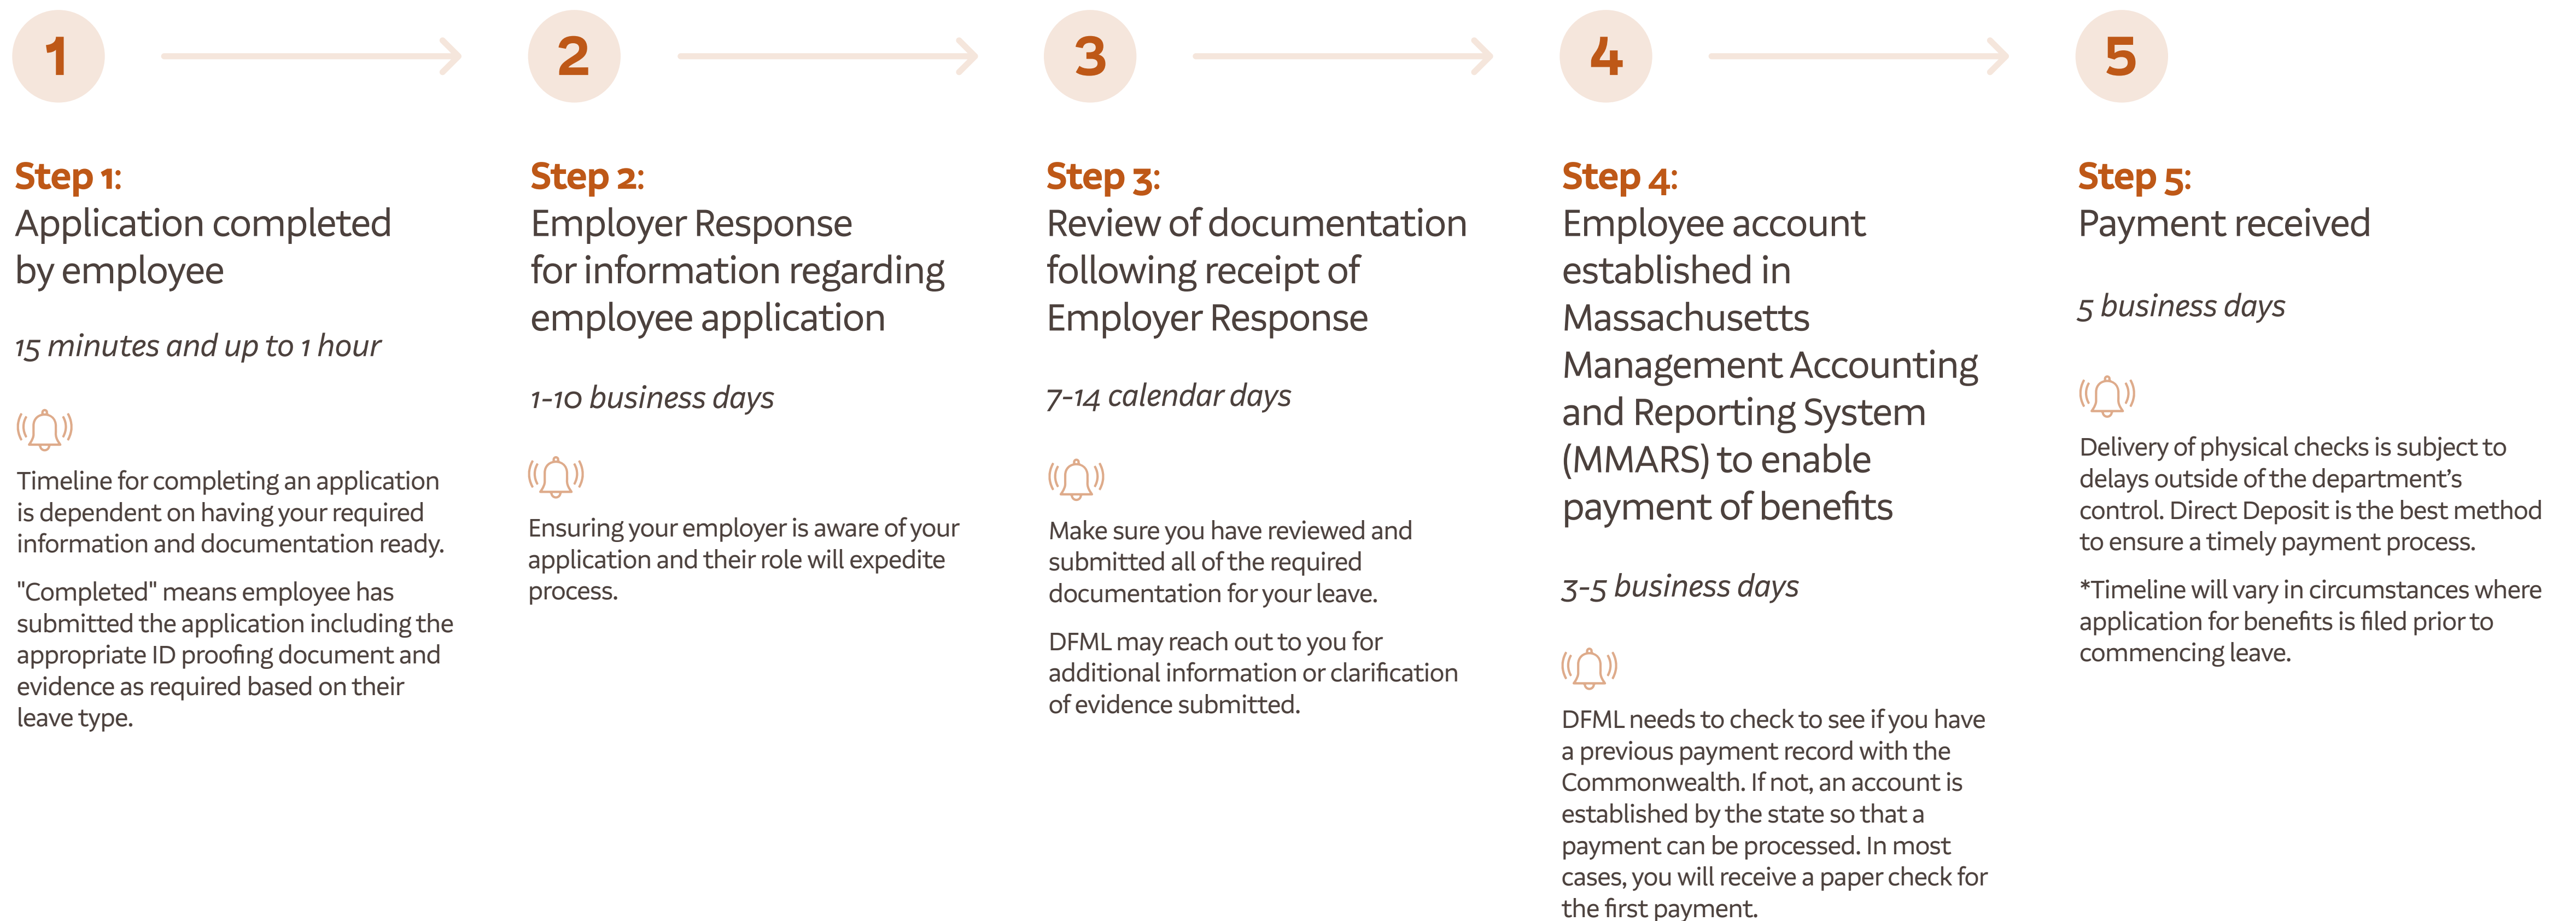 1
2
3
4
5
Step 1:
Application completed
by employee
15 minutes and up to 1 hour
Timeline for completing an application
is dependent on having your required
information and documentation ready.
"Completed" means employee has
submitted the application including the
appropriate ID proofing document and
evidence as required based on their
leave type.
Step 2:
Employer Response
for information regarding
employee application
1-10 business days
Ensuring your employer is aware of your
application and their role will expedite
process.
Step 3:
Review of documentation
following receipt of
Employer Response
7-14 calendar days
Make sure you have reviewed and
submitted all of the required
documentation for your leave.
DFML may reach out to you for
additional information or clarification
of evidence submitted.
Step 4:
Employee account
established in
Massachusetts
Management Accounting
and Reporting System
(MMARS) to enable
payment of benefits
3-5 business days
DFML needs to check to see if you have
a previous payment record with the
Commonwealth. If not, an account is
established by the state so that a
payment can be processed. In most
cases, you will receive a paper check for
the first payment.
Step 5:
Payment received
5 business days
Delivery of physical checks is subject to
delays outside of the department’s
control. Direct Deposit is the best method
to ensure a timely payment process.
*Timeline will vary in circumstances where
application for benefits is filed prior to
commencing leave.